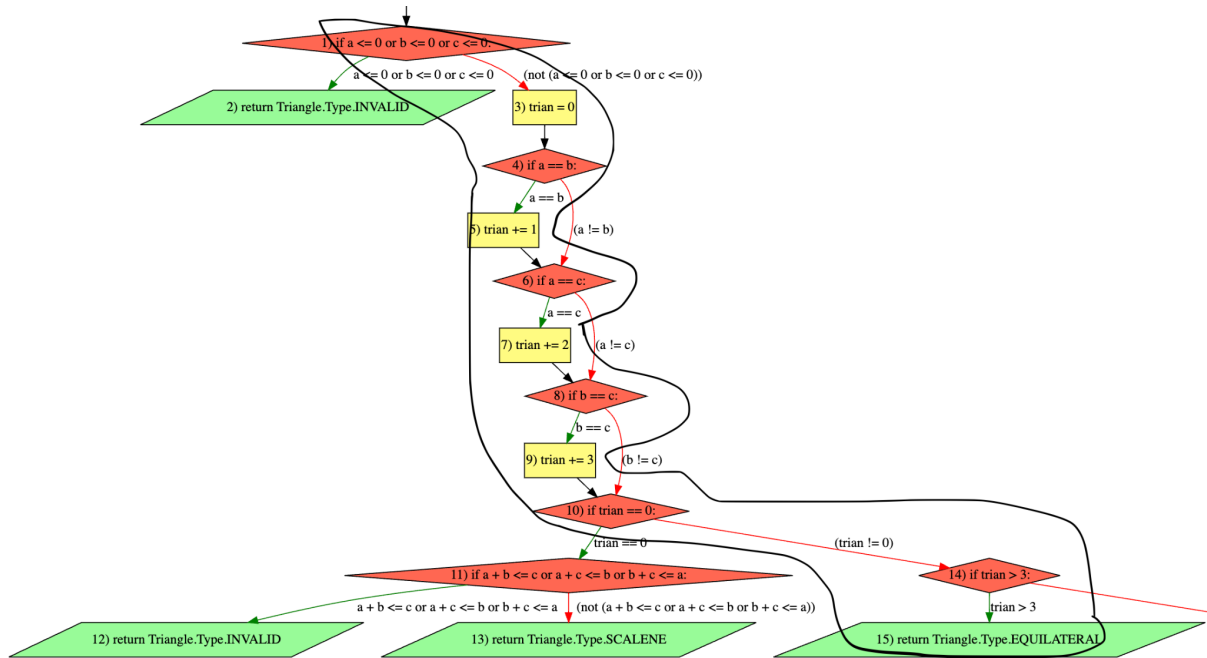 1) if a <= 0 or b <= 0 or c <= 0:
a <= 0 or b <= 0 or c <= 0
(not (a <= 0 or b <= 0 or c <= 0))
2) return Triangle.Type.INVALID
3) trian = 0
4) if a == b:
a == b
5) trian += 1
(a != b)
6) if a == c:
a == c
7) trian += 2
(a != c)
8) if b == c:
b == c
9) trian += 3
(b != c)
10) if trian == 0:
trian == 0
(trian != 0)
11) if a + b <= c or a + c <= b or b + c <= a:
14) if trian > 3:
a + b <= c or a + c <= b or b + c <= a
(not (a + b <= c or a + c <= b or b + c <= a))
trian > 3
12) return Triangle.Type.INVALID
13) return Triangle.Type.SCALENE
15) return Triangle.Type.EQUILATERAL